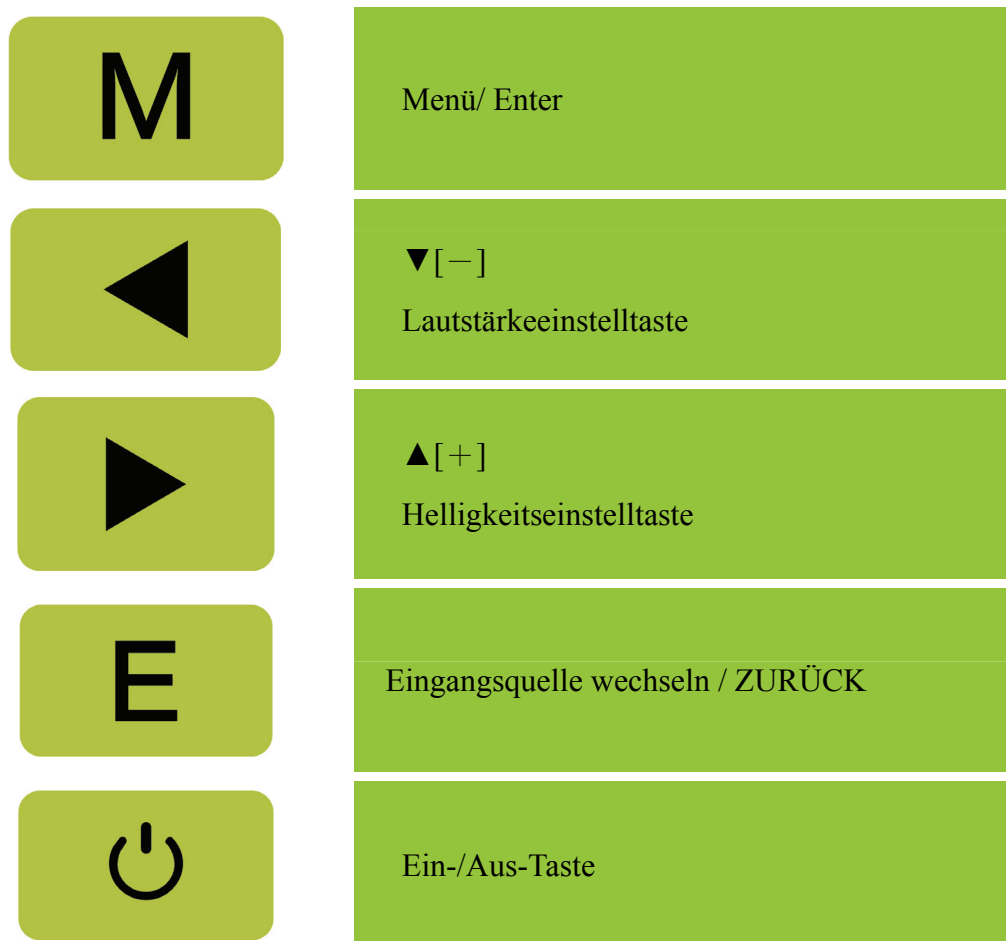 M
Menü/ Enter
▼[－]
Lautstärkeeinstelltaste
▲[＋]
Helligkeitseinstelltaste
E
Eingangsquelle wechseln / ZURÜCK
Ein-/Aus-Taste